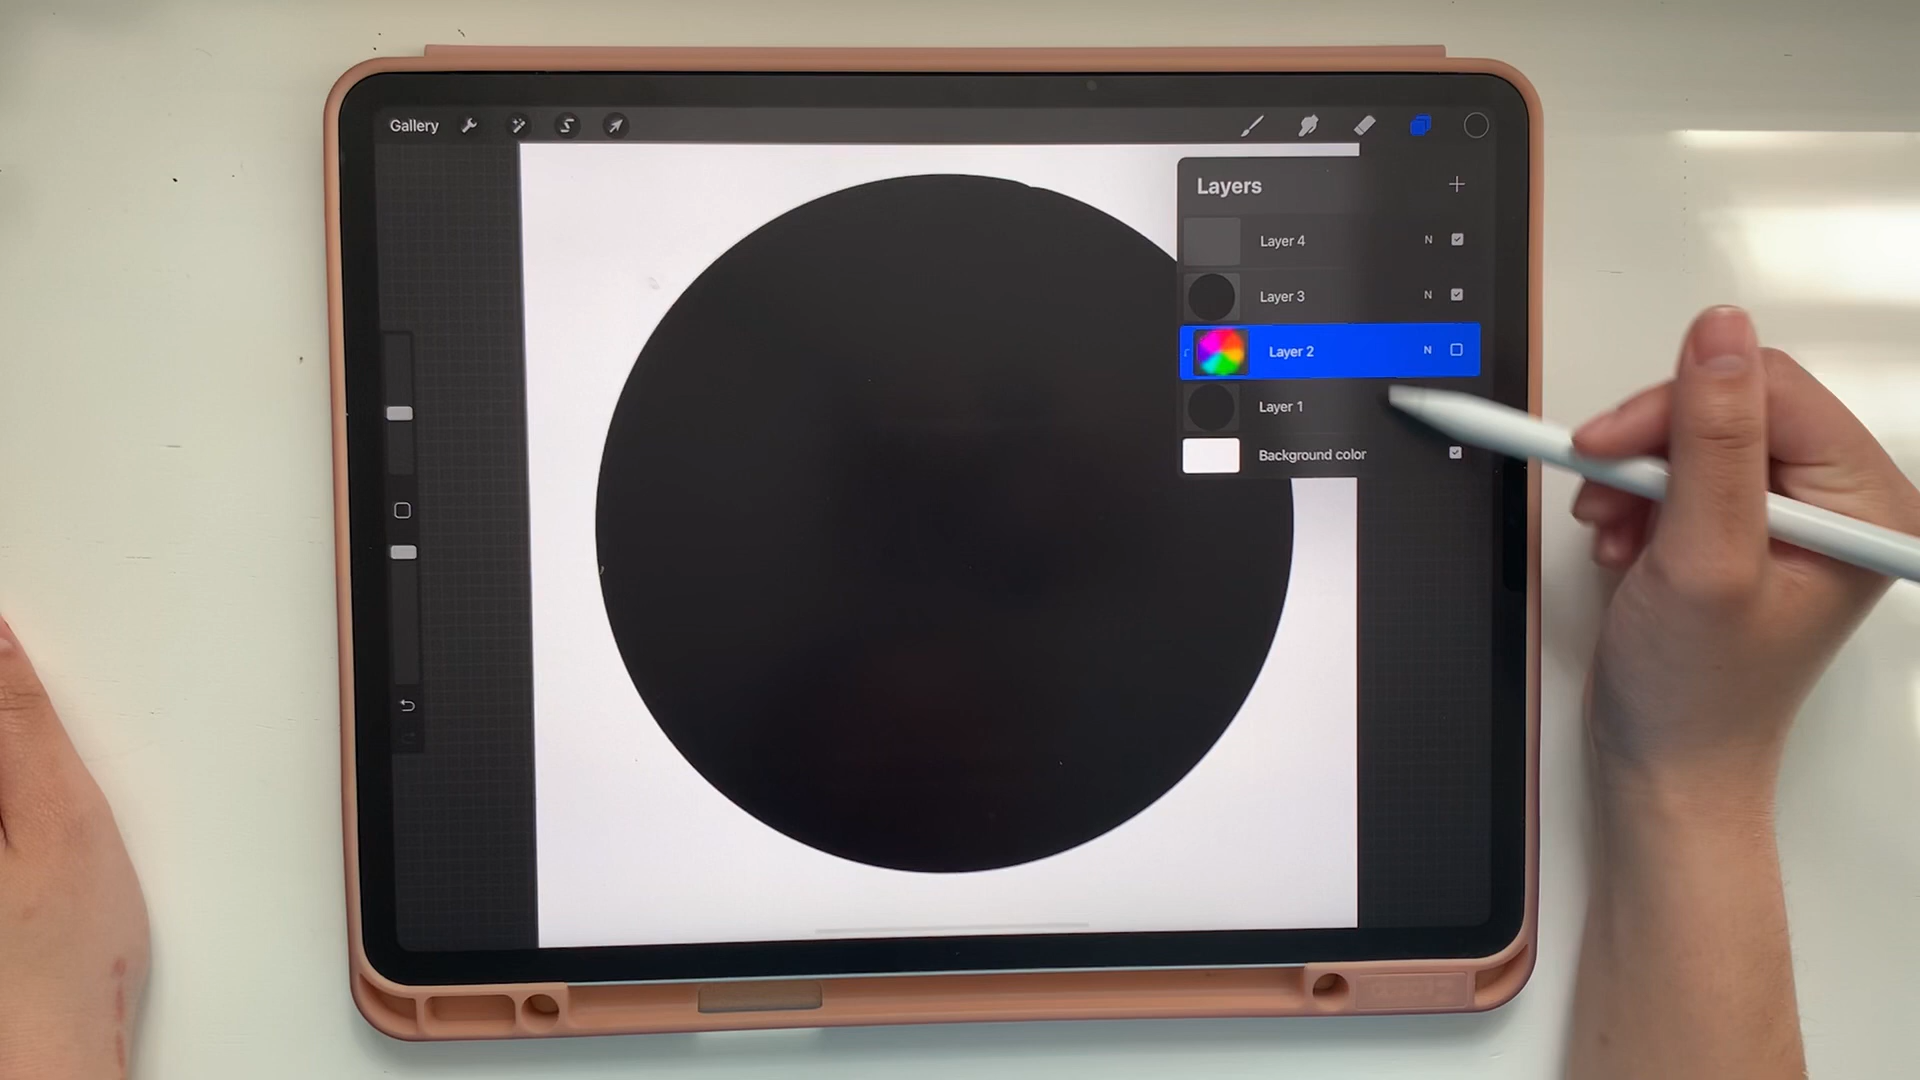 Gallery
Layers
Layer 4 N
Layer 3 N
Layer 2 N
Layer 1
Background color